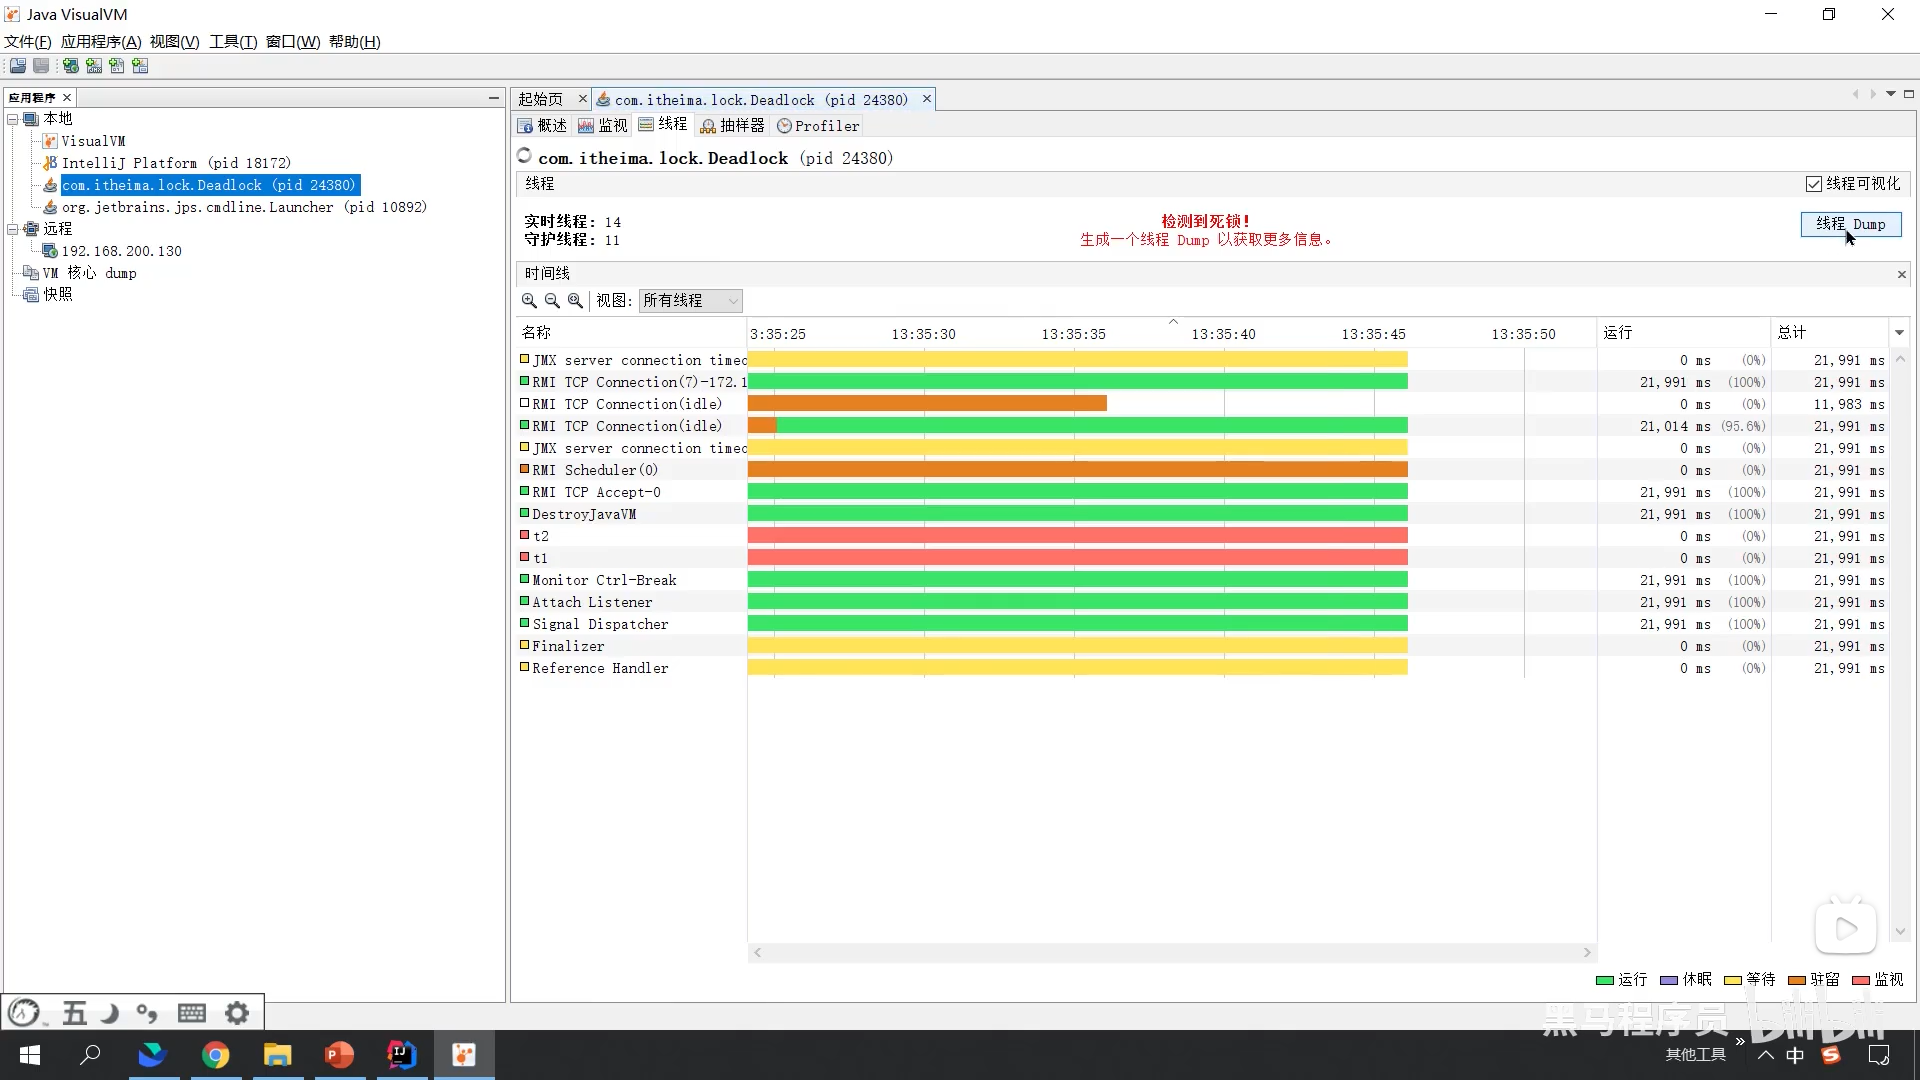 Java VisualVM
文件(F) 应用程序(A) 视图(V) 工具(T) 窗口(W) 帮助(H)
应用程序
本地
VisualVM
IntelliJ Platform (pid 18172)
com.itheima.lock.Deadlock (pid 24380)
org.jetbrains.jps.cmdline.Launcher (pid 10892)
远程
192.168.200.130
VM 核心 dump
快照
起始页 com.itheima.lock.Deadlock (pid 24380)
概述 监视 线程 抽样器 Profiler
com.itheima.lock.Deadlock (pid 24380)
线程 线程可视化
实时线程: 14
守护线程: 11
检测到死锁!
生成一个线程 Dump 以获取更多信息。
线程 Dump
时间线
视图: 所有线程
名称 3:35:25 13:35:30 13:35:35 13:35:40 13:35:45 13:35:50 运行 总计
JMX server connection timeo 0 ms (0%) 21,991 ms
RMI TCP Connection(7)-172.1 21,991 ms (100%) 21,991 ms
RMI TCP Connection(idle) 0 ms (0%) 11,983 ms
RMI TCP Connection(idle) 21,014 ms (95.6%) 21,991 ms
JMX server connection timeo 0 ms (0%) 21,991 ms
RMI Scheduler(0) 0 ms (0%) 21,991 ms
RMI TCP Accept-0 21,991 ms (100%) 21,991 ms
DestroyJavaVM 21,991 ms (100%) 21,991 ms
t2 0 ms (0%) 21,991 ms
t1 0 ms (0%) 21,991 ms
Monitor Ctrl-Break 21,991 ms (100%) 21,991 ms
Attach Listener 21,991 ms (100%) 21,991 ms
Signal Dispatcher 21,991 ms (100%) 21,991 ms
Finalizer 0 ms (0%) 21,991 ms
Reference Handler 0 ms (0%) 21,991 ms
运行 休眠 等待 驻留 监视
五
黑马程序员 bilibili
其他工具 中